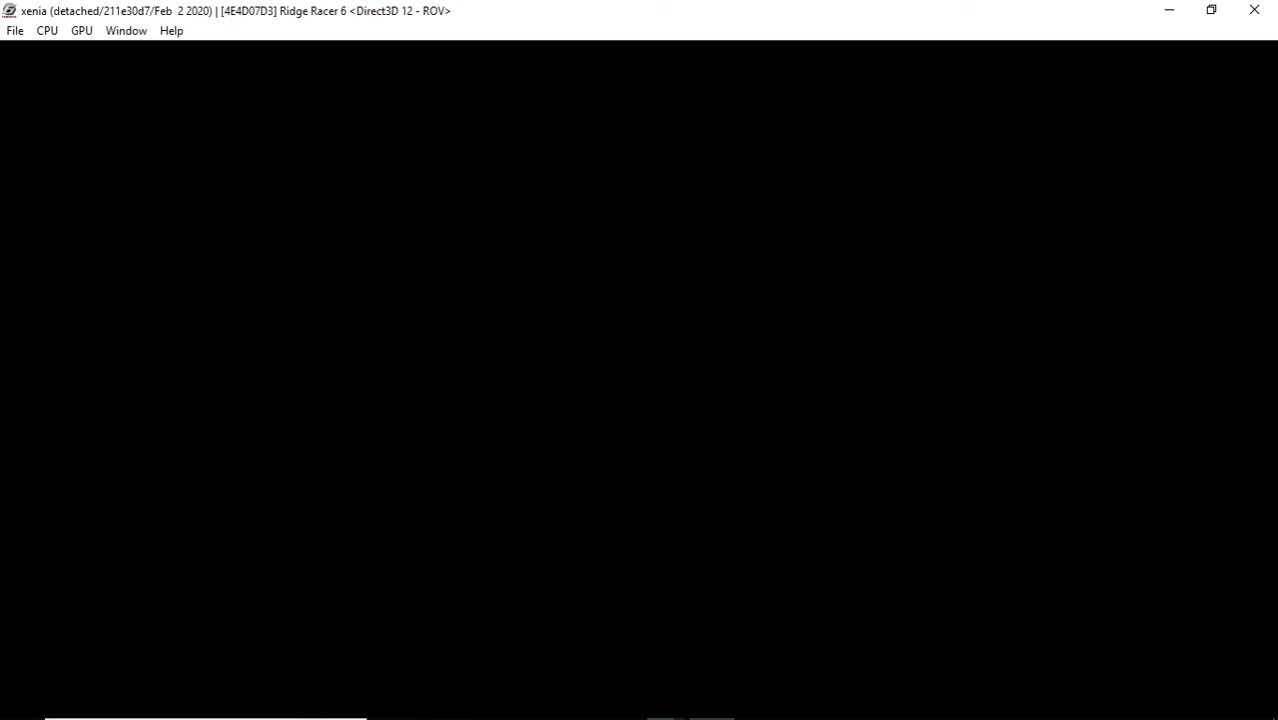 xenia (detached/211e30d7/Feb  2 2020) | [4E4D07D3] Ridge Racer 6 <Direct3D 12 - ROV>
File CPU GPU Window Help